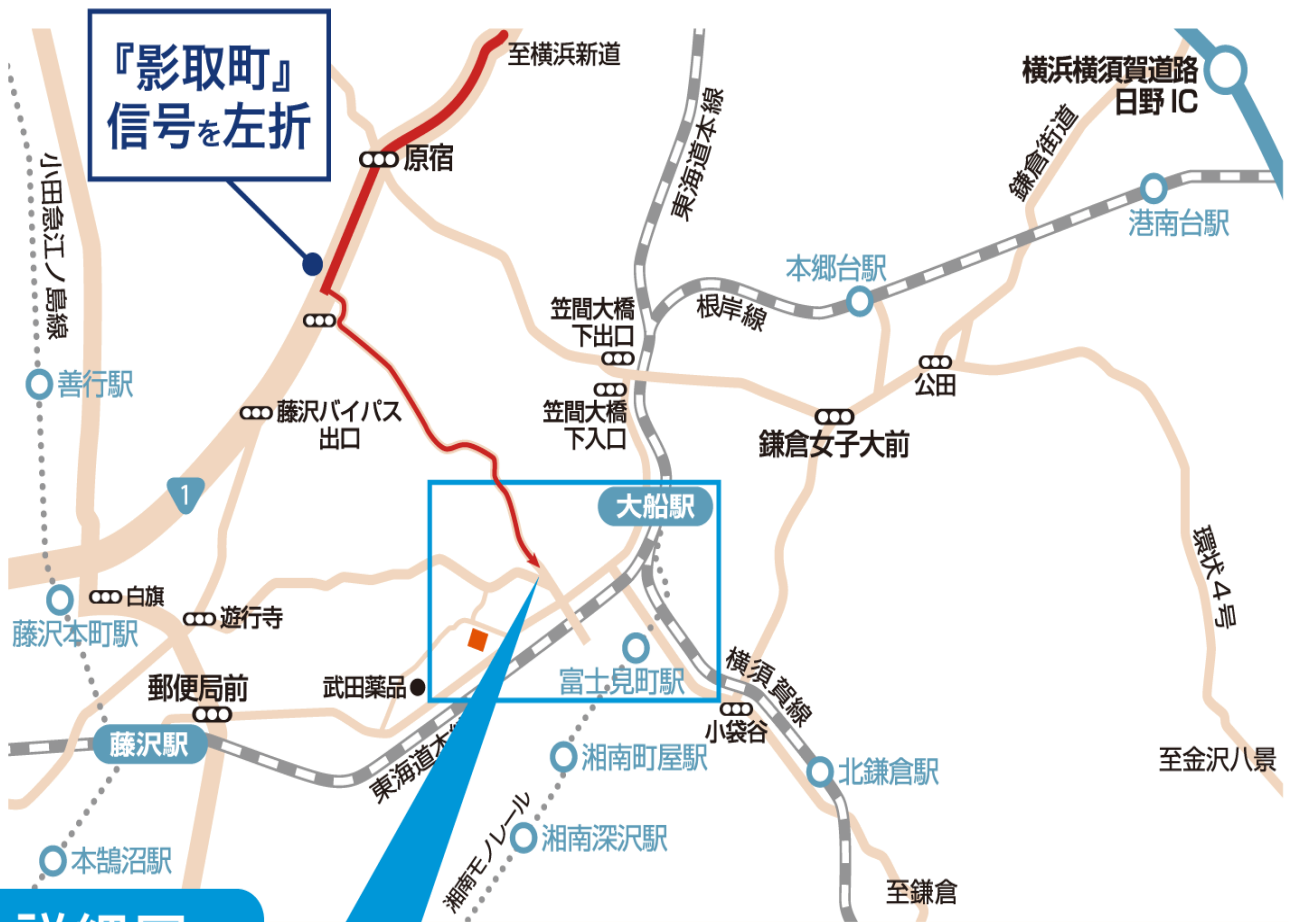 『影取町』
信号を左折
至横浜新道
原宿
東海道本線
横浜横須賀道路
日野 IC
鎌倉街道
小田急江ノ島線
港南台駅
本郷台駅
根岸線
笠間大橋
下出口
善行駅
公田
笠間大橋
下入口
藤沢バイパス
出口
鎌倉女子大前
1
大船駅
環状4号
白旗
遊行寺
藤沢本町駅
武田薬品
富士見町駅
横須賀線
郵便局前
小袋谷
藤沢駅
東海道本
湘南町屋駅
北鎌倉駅
至金沢八景
湘南モノレール
湘南深沢駅
本鵠沼駅
至鎌倉
詳細図